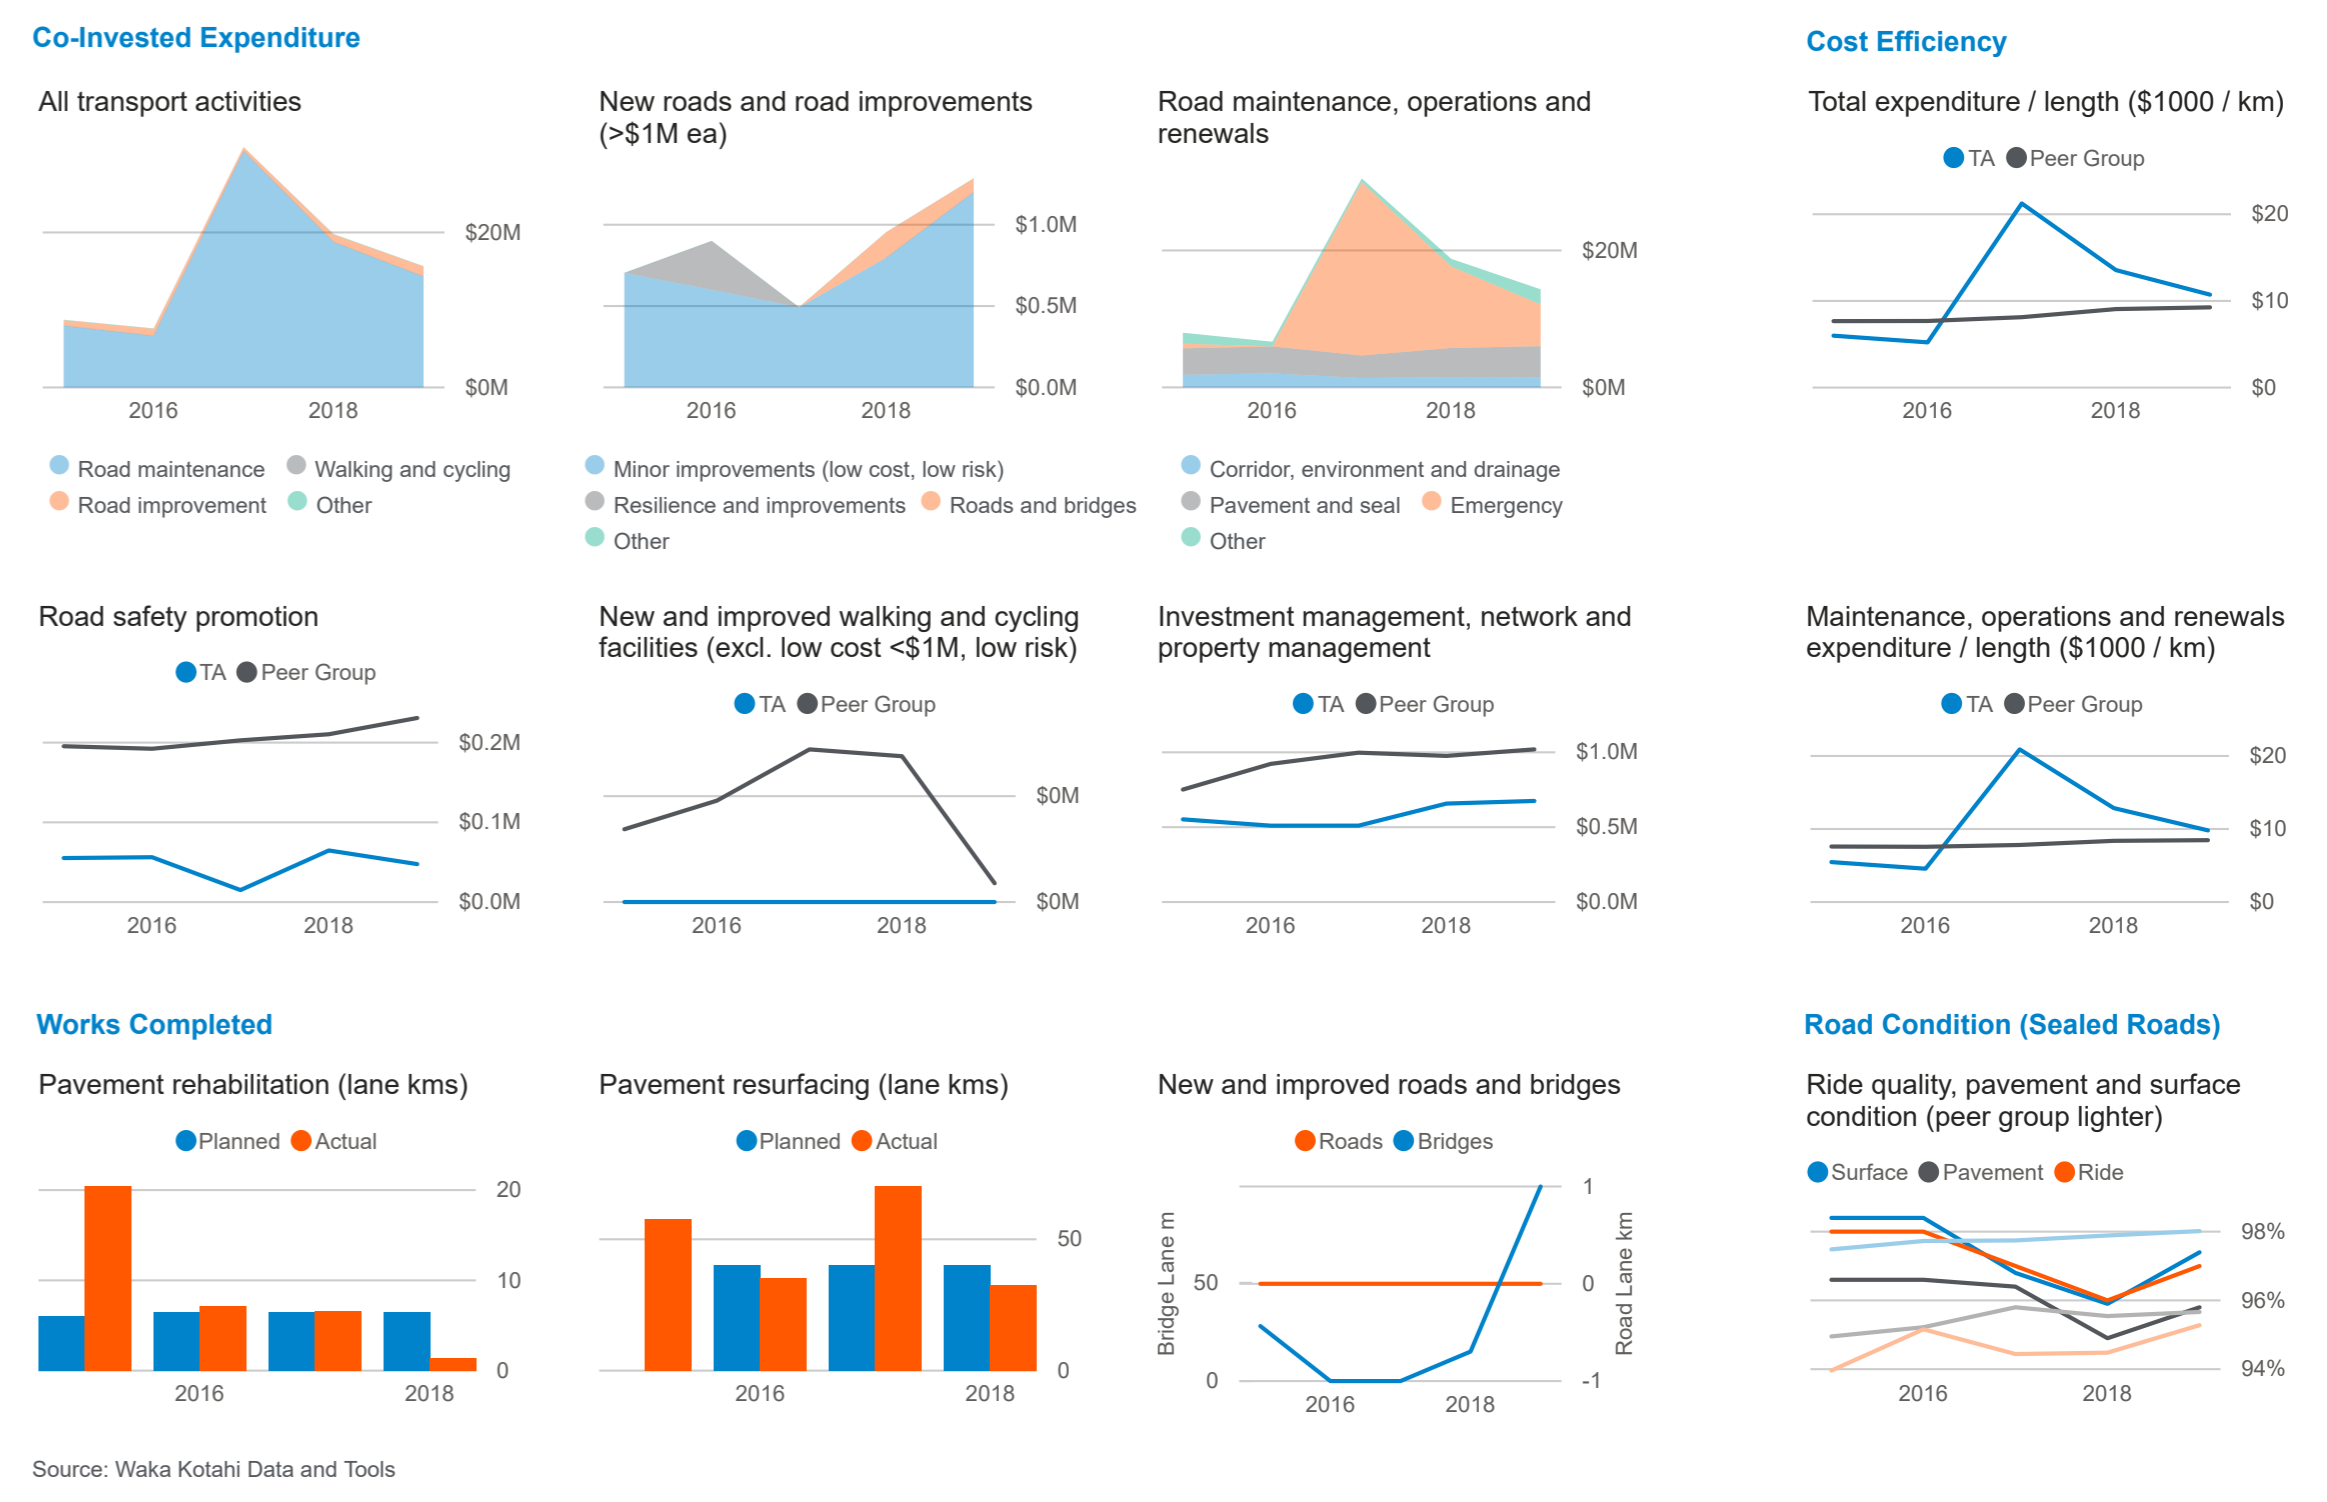 Co-Invested Expenditure
All transport activities
$20M
$0M
2016 2018
Road maintenance Walking and cycling
Road improvement Other
New roads and road improvements
(>$1M ea)
$1.0M
$0.5M
$0.0M
2016 2018
Minor improvements (low cost, low risk)
Resilience and improvements Roads and bridges
Other
Road maintenance, operations and
renewals
$20M
$0M
2016 2018
Corridor, environment and drainage
Pavement and seal Emergency
Other
Cost Efficiency
Total expenditure / length ($1000 / km)
TA Peer Group
$20
$10
$0
2016 2018
Road safety promotion
TA Peer Group
$0.2M
$0.1M
$0.0M
2016 2018
New and improved walking and cycling
facilities (excl. low cost <$1M, low risk)
TA Peer Group
$0M
$0M
2016 2018
Investment management, network and
property management
TA Peer Group
$1.0M
$0.5M
$0.0M
2016 2018
Maintenance, operations and renewals
expenditure / length ($1000 / km)
TA Peer Group
$20
$10
$0
2016 2018
Works Completed
Pavement rehabilitation (lane kms)
Planned Actual
20
10
0
2016 2018
Pavement resurfacing (lane kms)
Planned Actual
50
0
2016 2018
New and improved roads and bridges
Roads Bridges
Bridge Lane m
50
0
1
0
-1
Road Lane km
2016 2018
Road Condition (Sealed Roads)
Ride quality, pavement and surface
condition (peer group lighter)
Surface Pavement Ride
98%
96%
94%
2016 2018
Source: Waka Kotahi Data and Tools